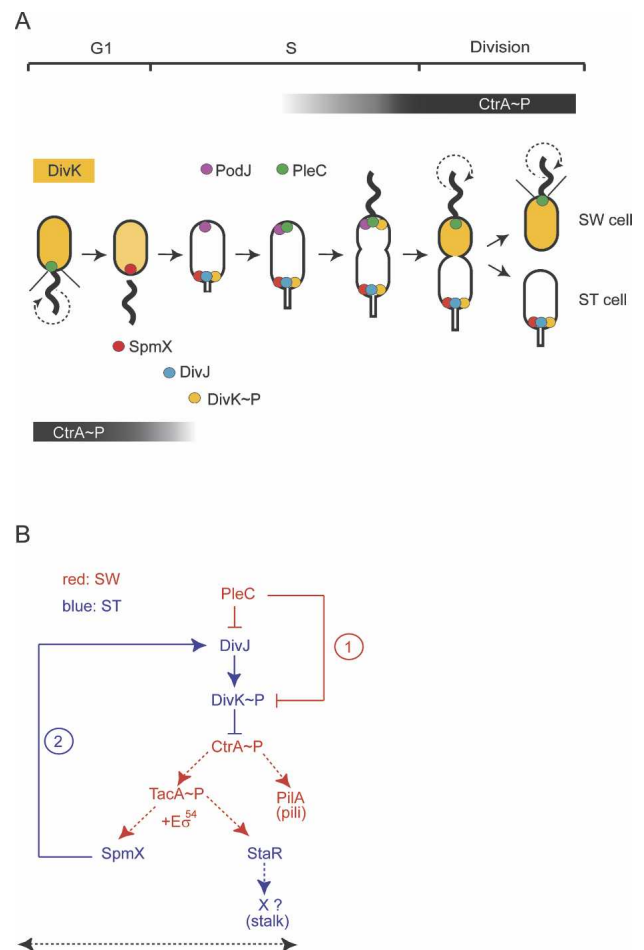 A
G1 S Division
CtrA~P
DivK
PodJ PleC
SW cell
ST cell
SpmX
DivJ
DivK~P
CtrA~P
B
red: SW
blue: ST
PleC
1
DivJ
DivK~P
2
CtrA~P
TacA~P
PilA
(pili)
+Eσ54
SpmX StaR
X ?
(stalk)